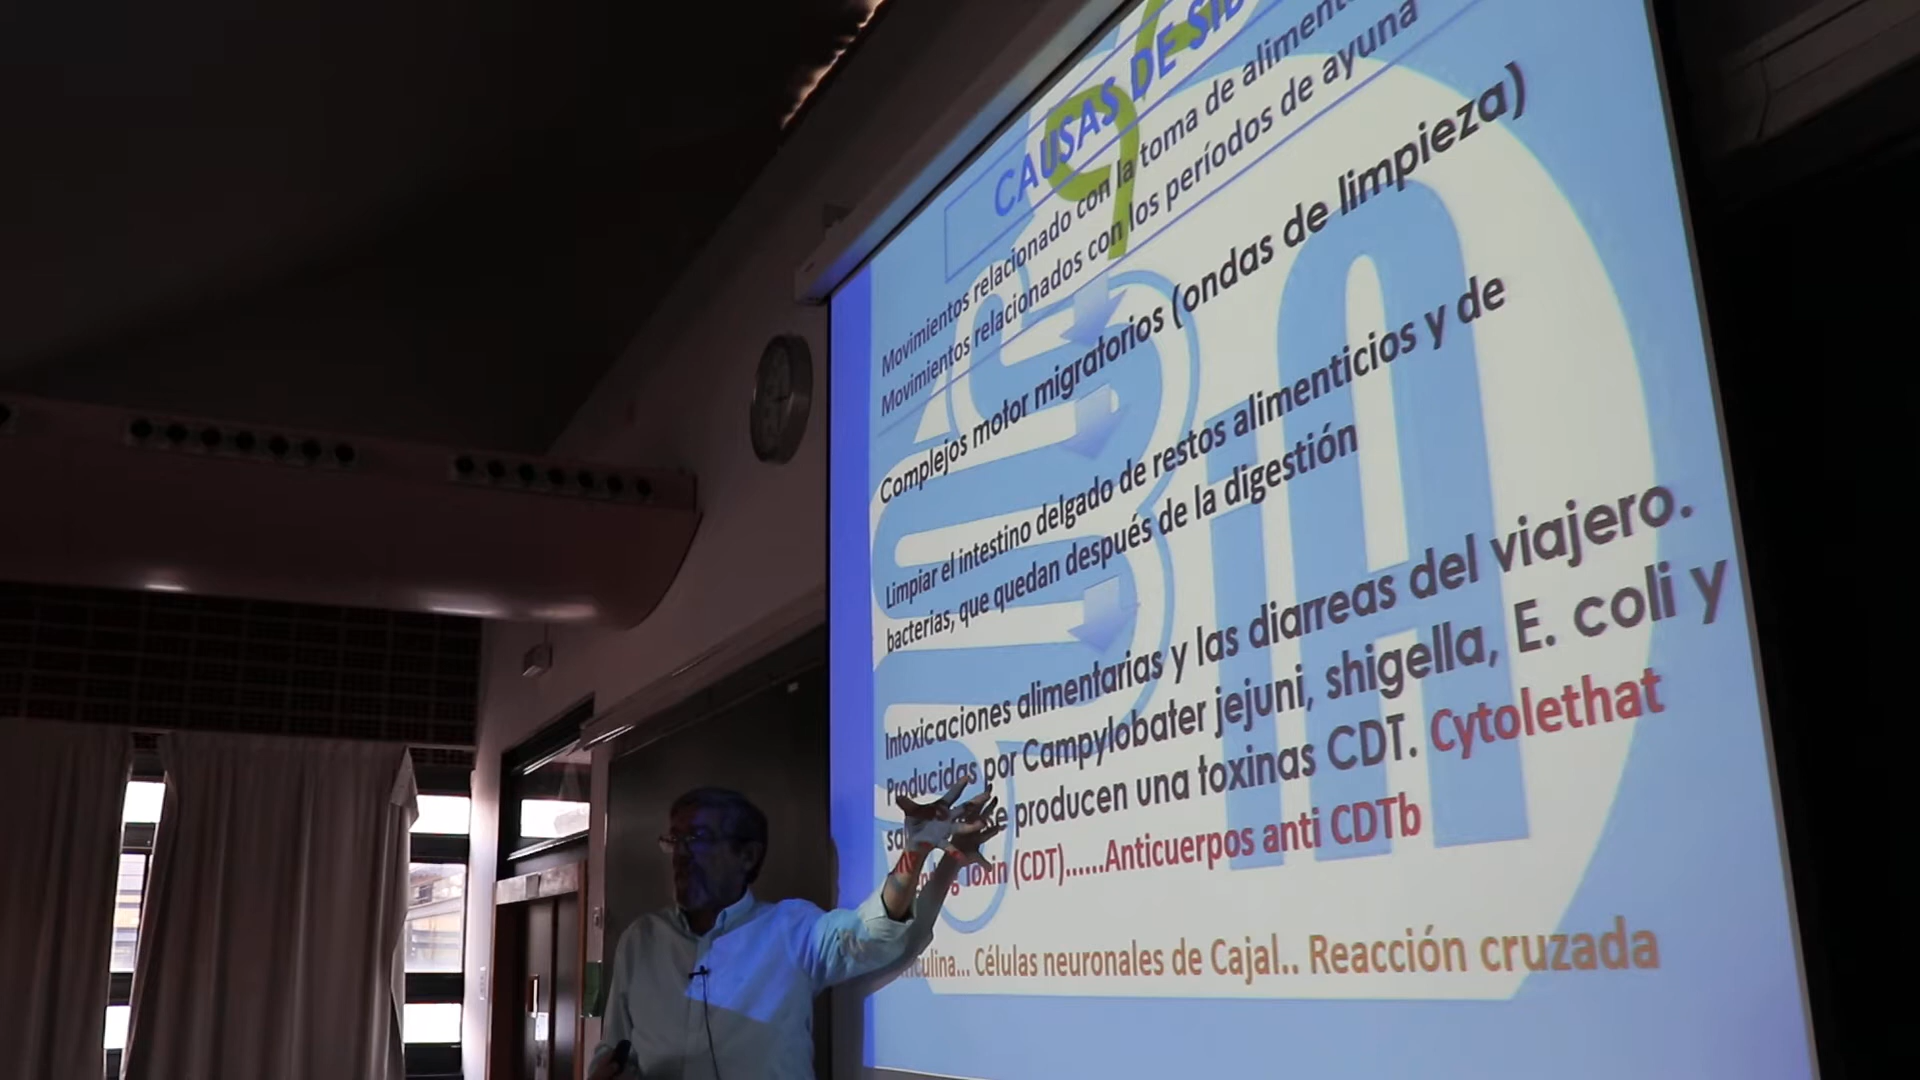 CAUSAS DE SIB
Movimientos relacionado con la toma de aliment
Movimientos relacionados con los períodos de ayuna
Complejos motor migratorios (ondas de limpieza)
Limpiar el intestino delgado de restos alimenticios y de
bacterias, que quedan después de la digestión
Intoxicaciones alimentarias y las diarreas del viajero.
Producidas por Campylobater jejuni, shigella, E. coli y
producen una toxinas CDT. Cytolethat
Toxin (CDT)......Anticuerpos anti CDTb
culina... Células neuronales de Cajal.. Reacción cruzada